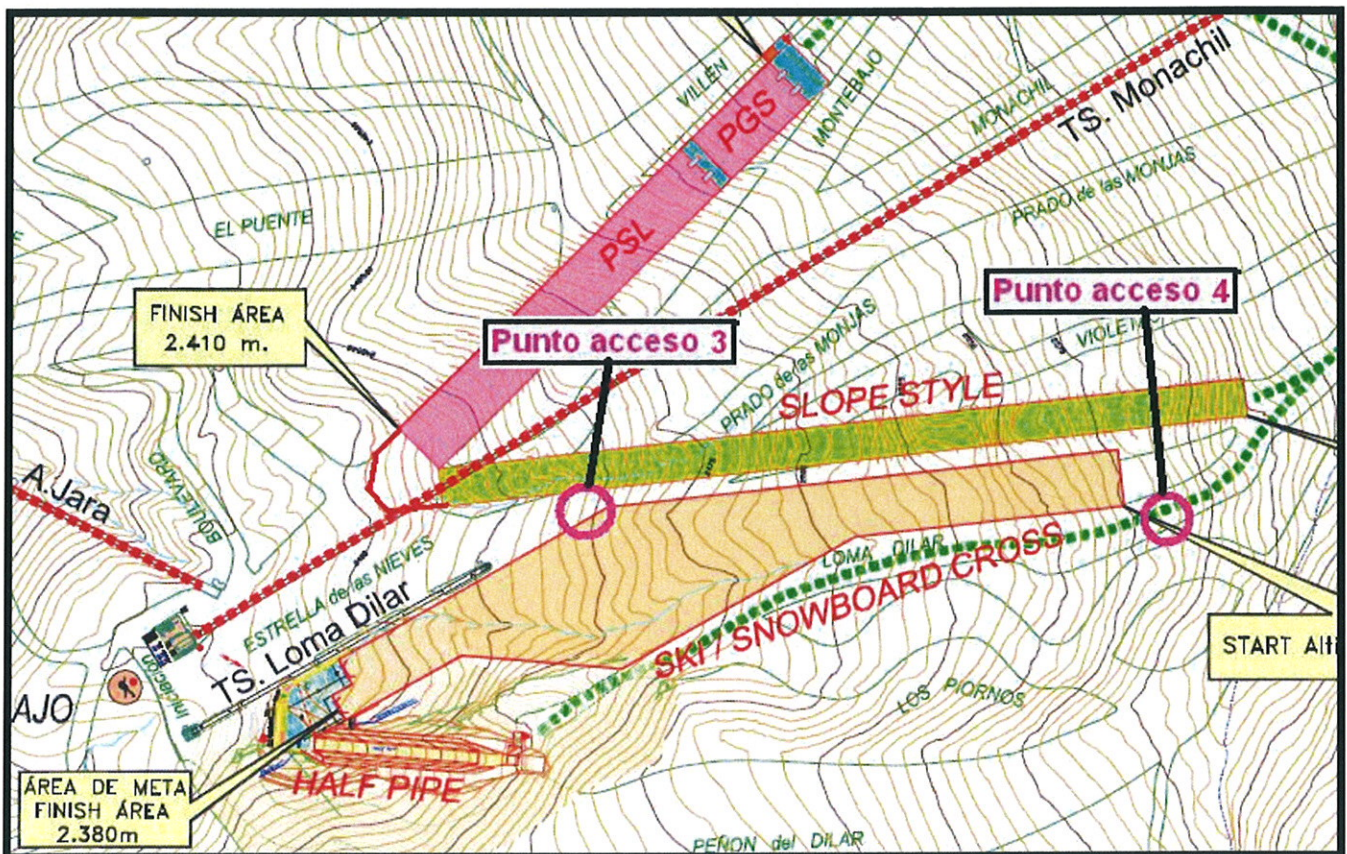 VILLÉN
PGS
MONTEBAJO
MONACHIL
TS. Monachil
PRADO de las MONJAS
EL PUENTE
PSL
FINISH ÁREA
2.410 m.
Punto acceso 3
Punto acceso 4
PRADO de las MONJAS
SLOPE STYLE
A. Jara
BOULEVARD
ESTRELLA de las NIEVES
TS. Loma Dilar
LOMA DILAR
SKI / SNOWBOARD CROSS
START Alti
Iniciación
AJO
LOS PIORNOS
HALF PIPE
ÁREA DE META
FINISH ÁREA
2.380m
PEÑON del DILAR